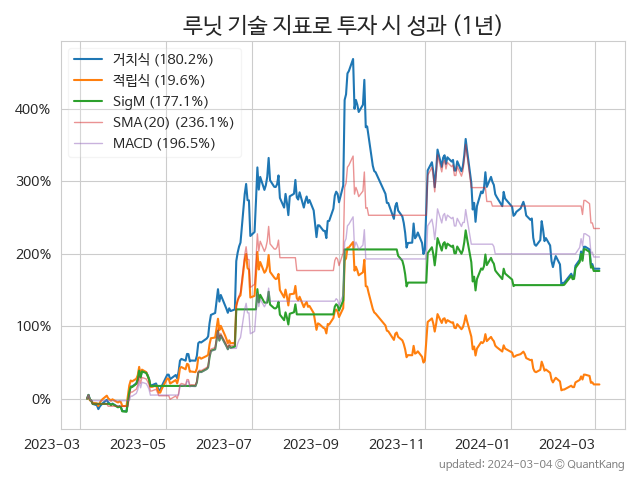 루닛 기술 지표로 투자 시 성과 (1년)
거치식 (180.2%)
적립식 (19.6%)
SigM (177.1%)
SMA(20) (236.1%)
MACD (196.5%)
400%
300%
200%
100%
0%
2023-03 2023-05 2023-07 2023-09 2023-11 2024-01 2024-03
updated: 2024-03-04 © QuantKang